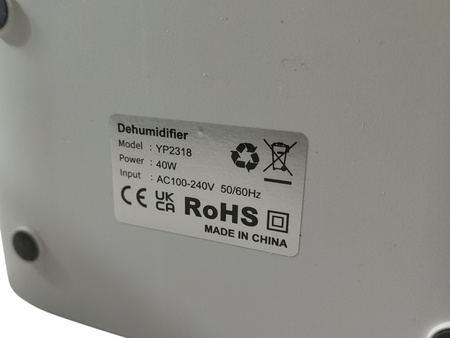 Dehumidifier
Model : YP2318
Power : 40W
Input : AC100-240V 50/60Hz
CE UK CA RoHS
MADE IN CHINA